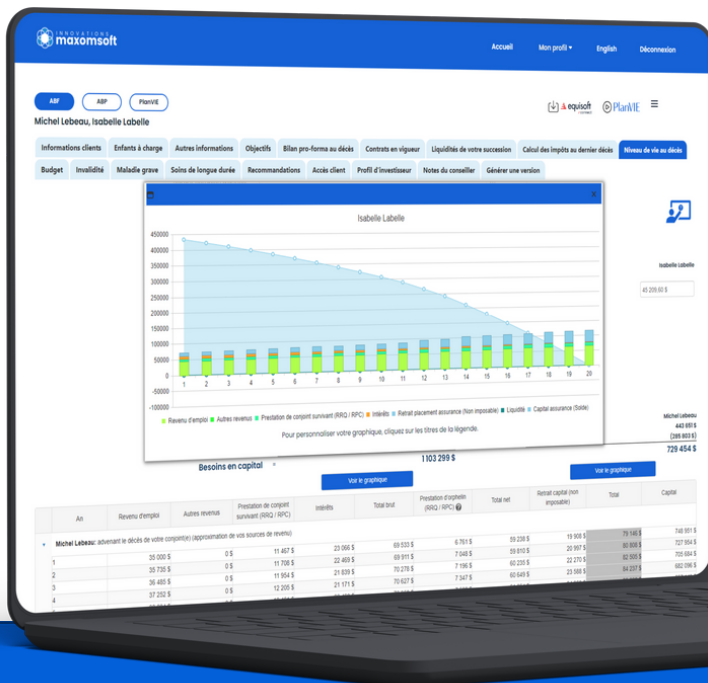 INNOVATIONS
maxomsoft
Accueil Mon profil English Déconnexion
ABF ABP PlanVIE
equisoft PlanVIE
Michel Lebeau, Isabelle Labelle
Informations clients Enfants à charge Autres informations Objectifs Bilan pro-forma au décès Contrats en vigueur Liquidités de votre succession Calcul des impôts au dernier décès Niveau de vie au décès
Budget Invalidité Maladie grave Soins de longue durée Recommandations Accès client Profil d'investisseur Notes du conseiller Générer une version
Isabelle Labelle
450000
400000
350000
300000
250000
200000
150000
100000
50000
0
-50000
-100000
1 2 3 4 5 6 7 8 9 10 11 12 13 14 15 16 17 18 19 20
Revenu d'emploi Autres revenus Prestation de conjoint survivant (RRQ / RPC) Intérêts Retrait placement assurance (Non imposable) Liquidité Capital assurance (Solde)
Pour personnaliser votre graphique, cliquez sur les titres de la légende.
Isabelle Labelle
45 209.60 $
Michel Lebeau
443 651 $
(285 803 $)
729 454 $
Besoins en capital = 1 103 299 $
Voir le graphique Voir le graphique
An Revenu d'emploi Autres revenus Prestation de conjoint survivant (RRQ / RPC) Intérêts Total brut Prestation d'orphelin (RRQ / RPC) Total net Retrait capital (non imposable) Total Capital
Michel Lebeau: advenant le décès de votre conjoint(e) (approximation de vos sources de revenu)
1 35 000 $ 0 $ 11 467 $ 23 066 $ 69 533 $ 6 761 $ 59 238 $ 19 908 $ 79 146 $ 748 951 $
2 35 735 $ 0 $ 11 708 $ 22 469 $ 69 911 $ 7 048 $ 59 810 $ 20 997 $ 80 808 $ 727 954 $
3 36 485 $ 0 $ 11 954 $ 21 839 $ 70 278 $ 7 196 $ 60 235 $ 22 270 $ 82 505 $ 705 684 $
4 37 252 $ 0 $ 12 205 $ 21 171 $ 70 627 $ 7 347 $ 60 649 $ 23 588 $ 84 237 $ 682 096 $